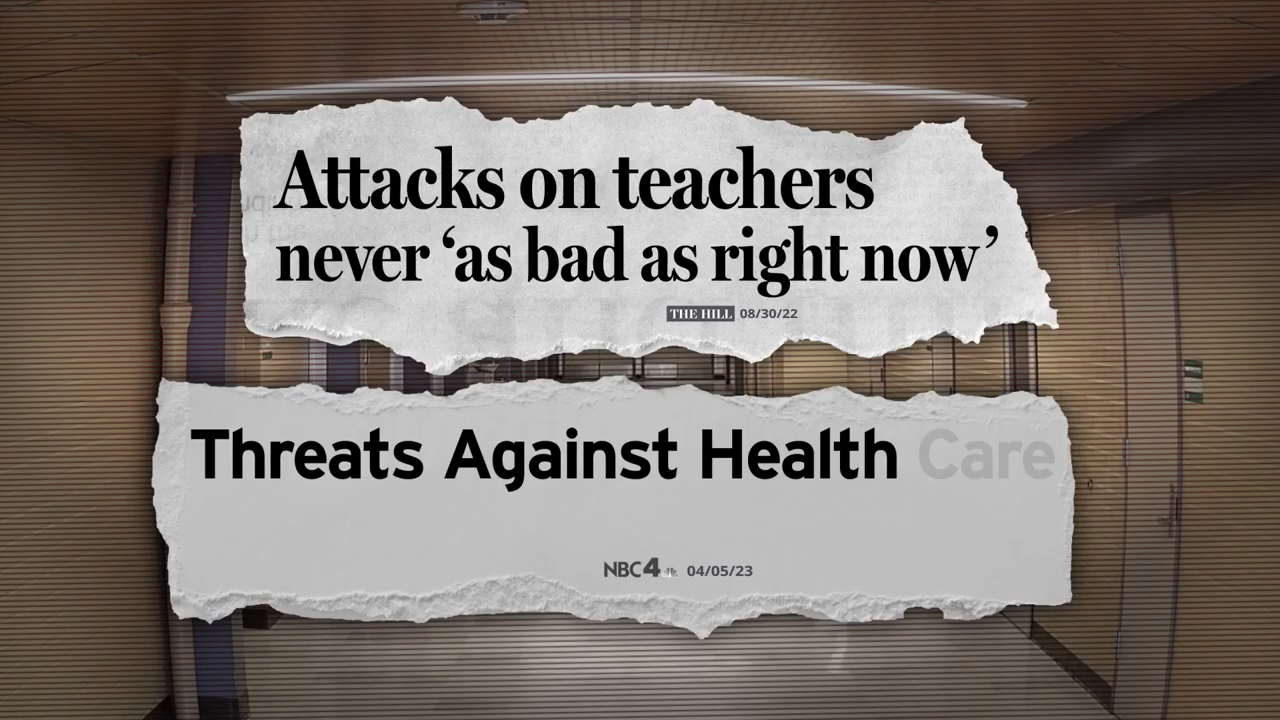 Attacks on teachers
never ‘as bad as right now’
THE HILL 08/30/22
Threats Against Health Care
NBC4 04/05/23